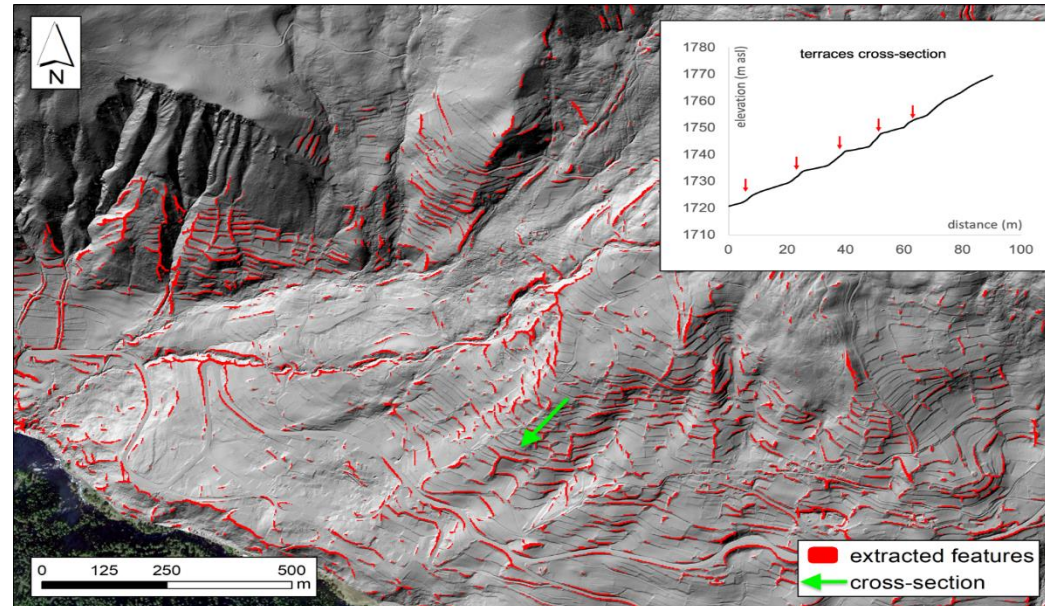 N
terraces cross-section
elevation (m asl)
1780
1770
1760
1750
1740
1730
1720
1710
0 20 40 60 80 100
distance (m)
0 125 250 500
m
extracted features
cross-section